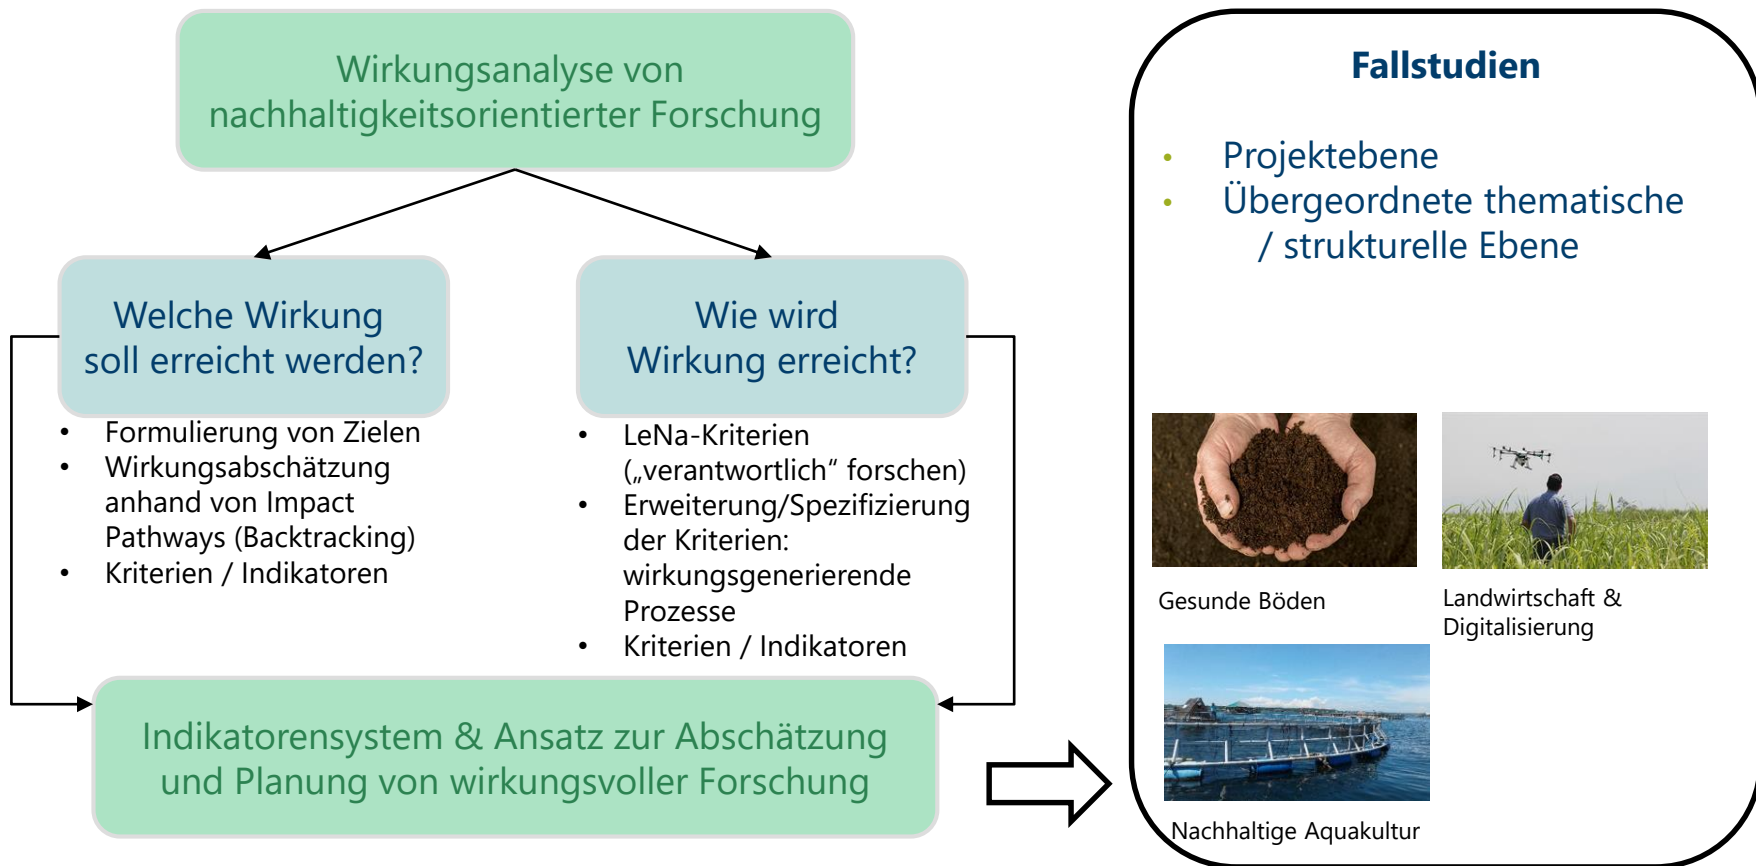 Wirkungsanalyse von
nachhaltigkeitsorientierter Forschung
Welche Wirkung
soll erreicht werden?
• Formulierung von Zielen
• Wirkungsabschätzung
anhand von Impact
Pathways (Backtracking)
• Kriterien / Indikatoren
Wie wird
Wirkung erreicht?
• LeNa-Kriterien
(„verantwortlich“ forschen)
• Erweiterung/Spezifizierung
der Kriterien:
wirkungsgenerierende
Prozesse
• Kriterien / Indikatoren
Indikatorensystem & Ansatz zur Abschätzung
und Planung von wirkungsvoller Forschung
Fallstudien
• Projektebene
• Übergeordnete thematische
/ strukturelle Ebene
Gesunde Böden
Landwirtschaft &
Digitalisierung
Nachhaltige Aquakultur